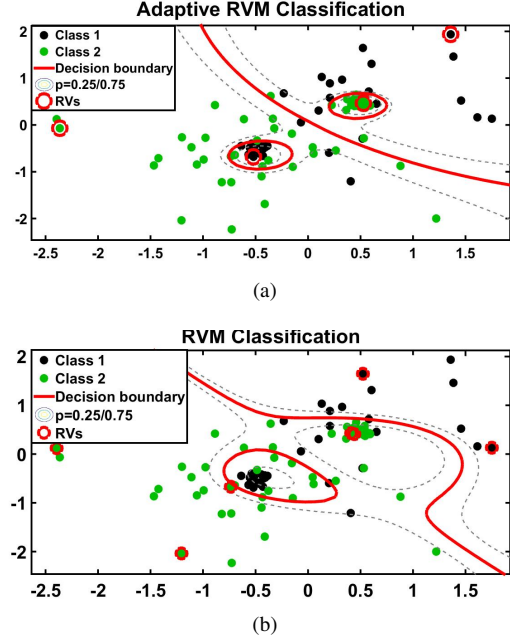 Adaptive RVM Classification
2
1
0
-1
-2
Class 1
Class 2
Decision boundary
p=0.25/0.75
RVs
-2.5 -2 -1.5 -1 -0.5 0 0.5 1 1.5
(a)
RVM Classification
2
1
0
-1
-2
Class 1
Class 2
Decision boundary
p=0.25/0.75
RVs
-2.5 -2 -1.5 -1 -0.5 0 0.5 1 1.5
(b)